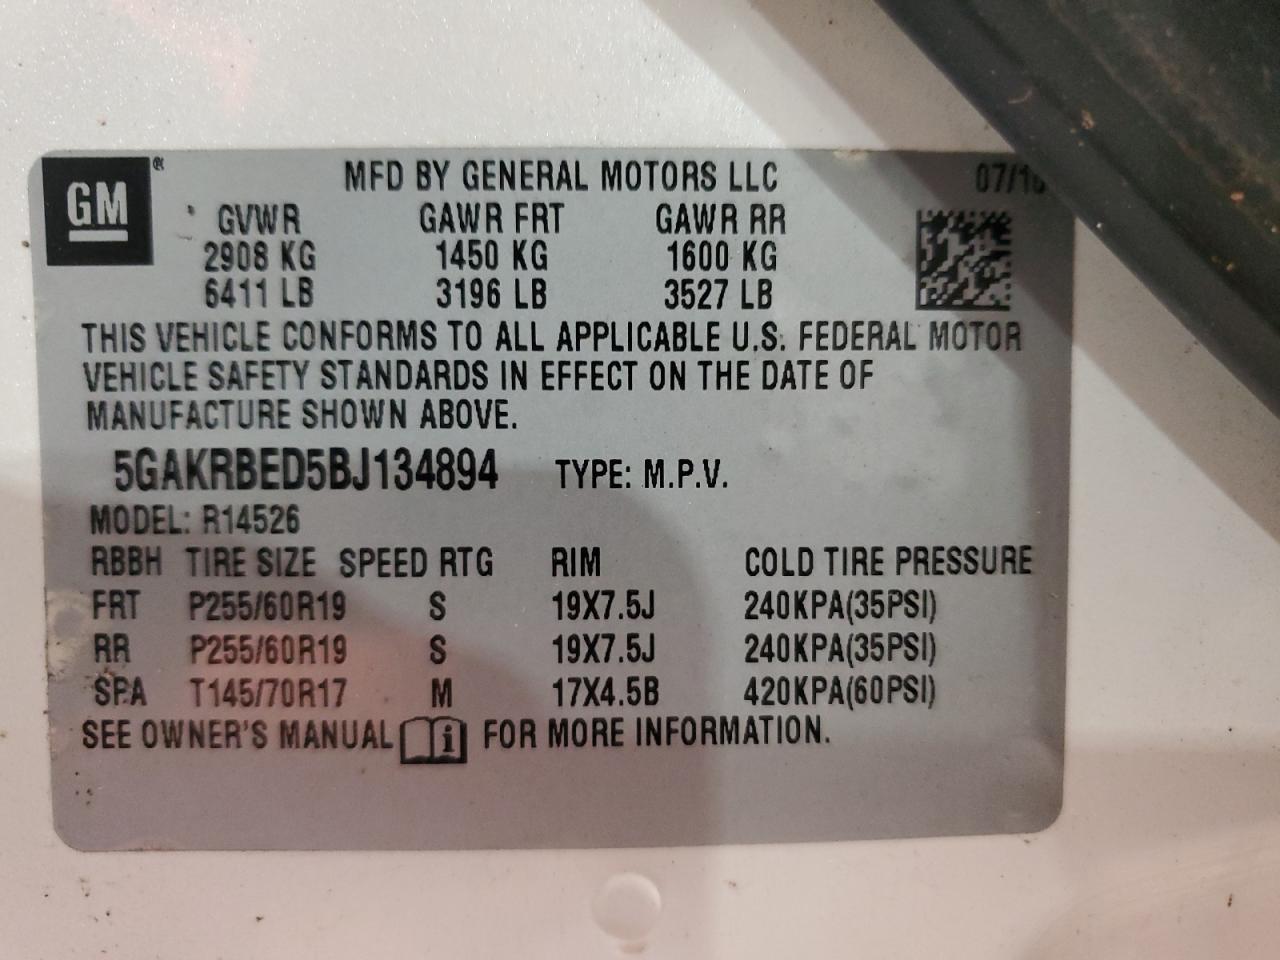 GM®
MFD BY GENERAL MOTORS LLC 07/10
GVWR GAWR FRT GAWR RR
2908 KG 1450 KG 1600 KG
6411 LB 3196 LB 3527 LB
THIS VEHICLE CONFORMS TO ALL APPLICABLE U.S. FEDERAL MOTOR
VEHICLE SAFETY STANDARDS IN EFFECT ON THE DATE OF
MANUFACTURE SHOWN ABOVE.
5GAKRBED5BJ134894 TYPE: M.P.V.
MODEL: R14526
RBBH TIRE SIZE SPEED RTG RIM COLD TIRE PRESSURE
FRT P255/60R19 S 19X7.5J 240KPA(35PSI)
RR P255/60R19 S 19X7.5J 240KPA(35PSI)
SPA T145/70R17 M 17X4.5B 420KPA(60PSI)
SEE OWNER'S MANUAL i FOR MORE INFORMATION.